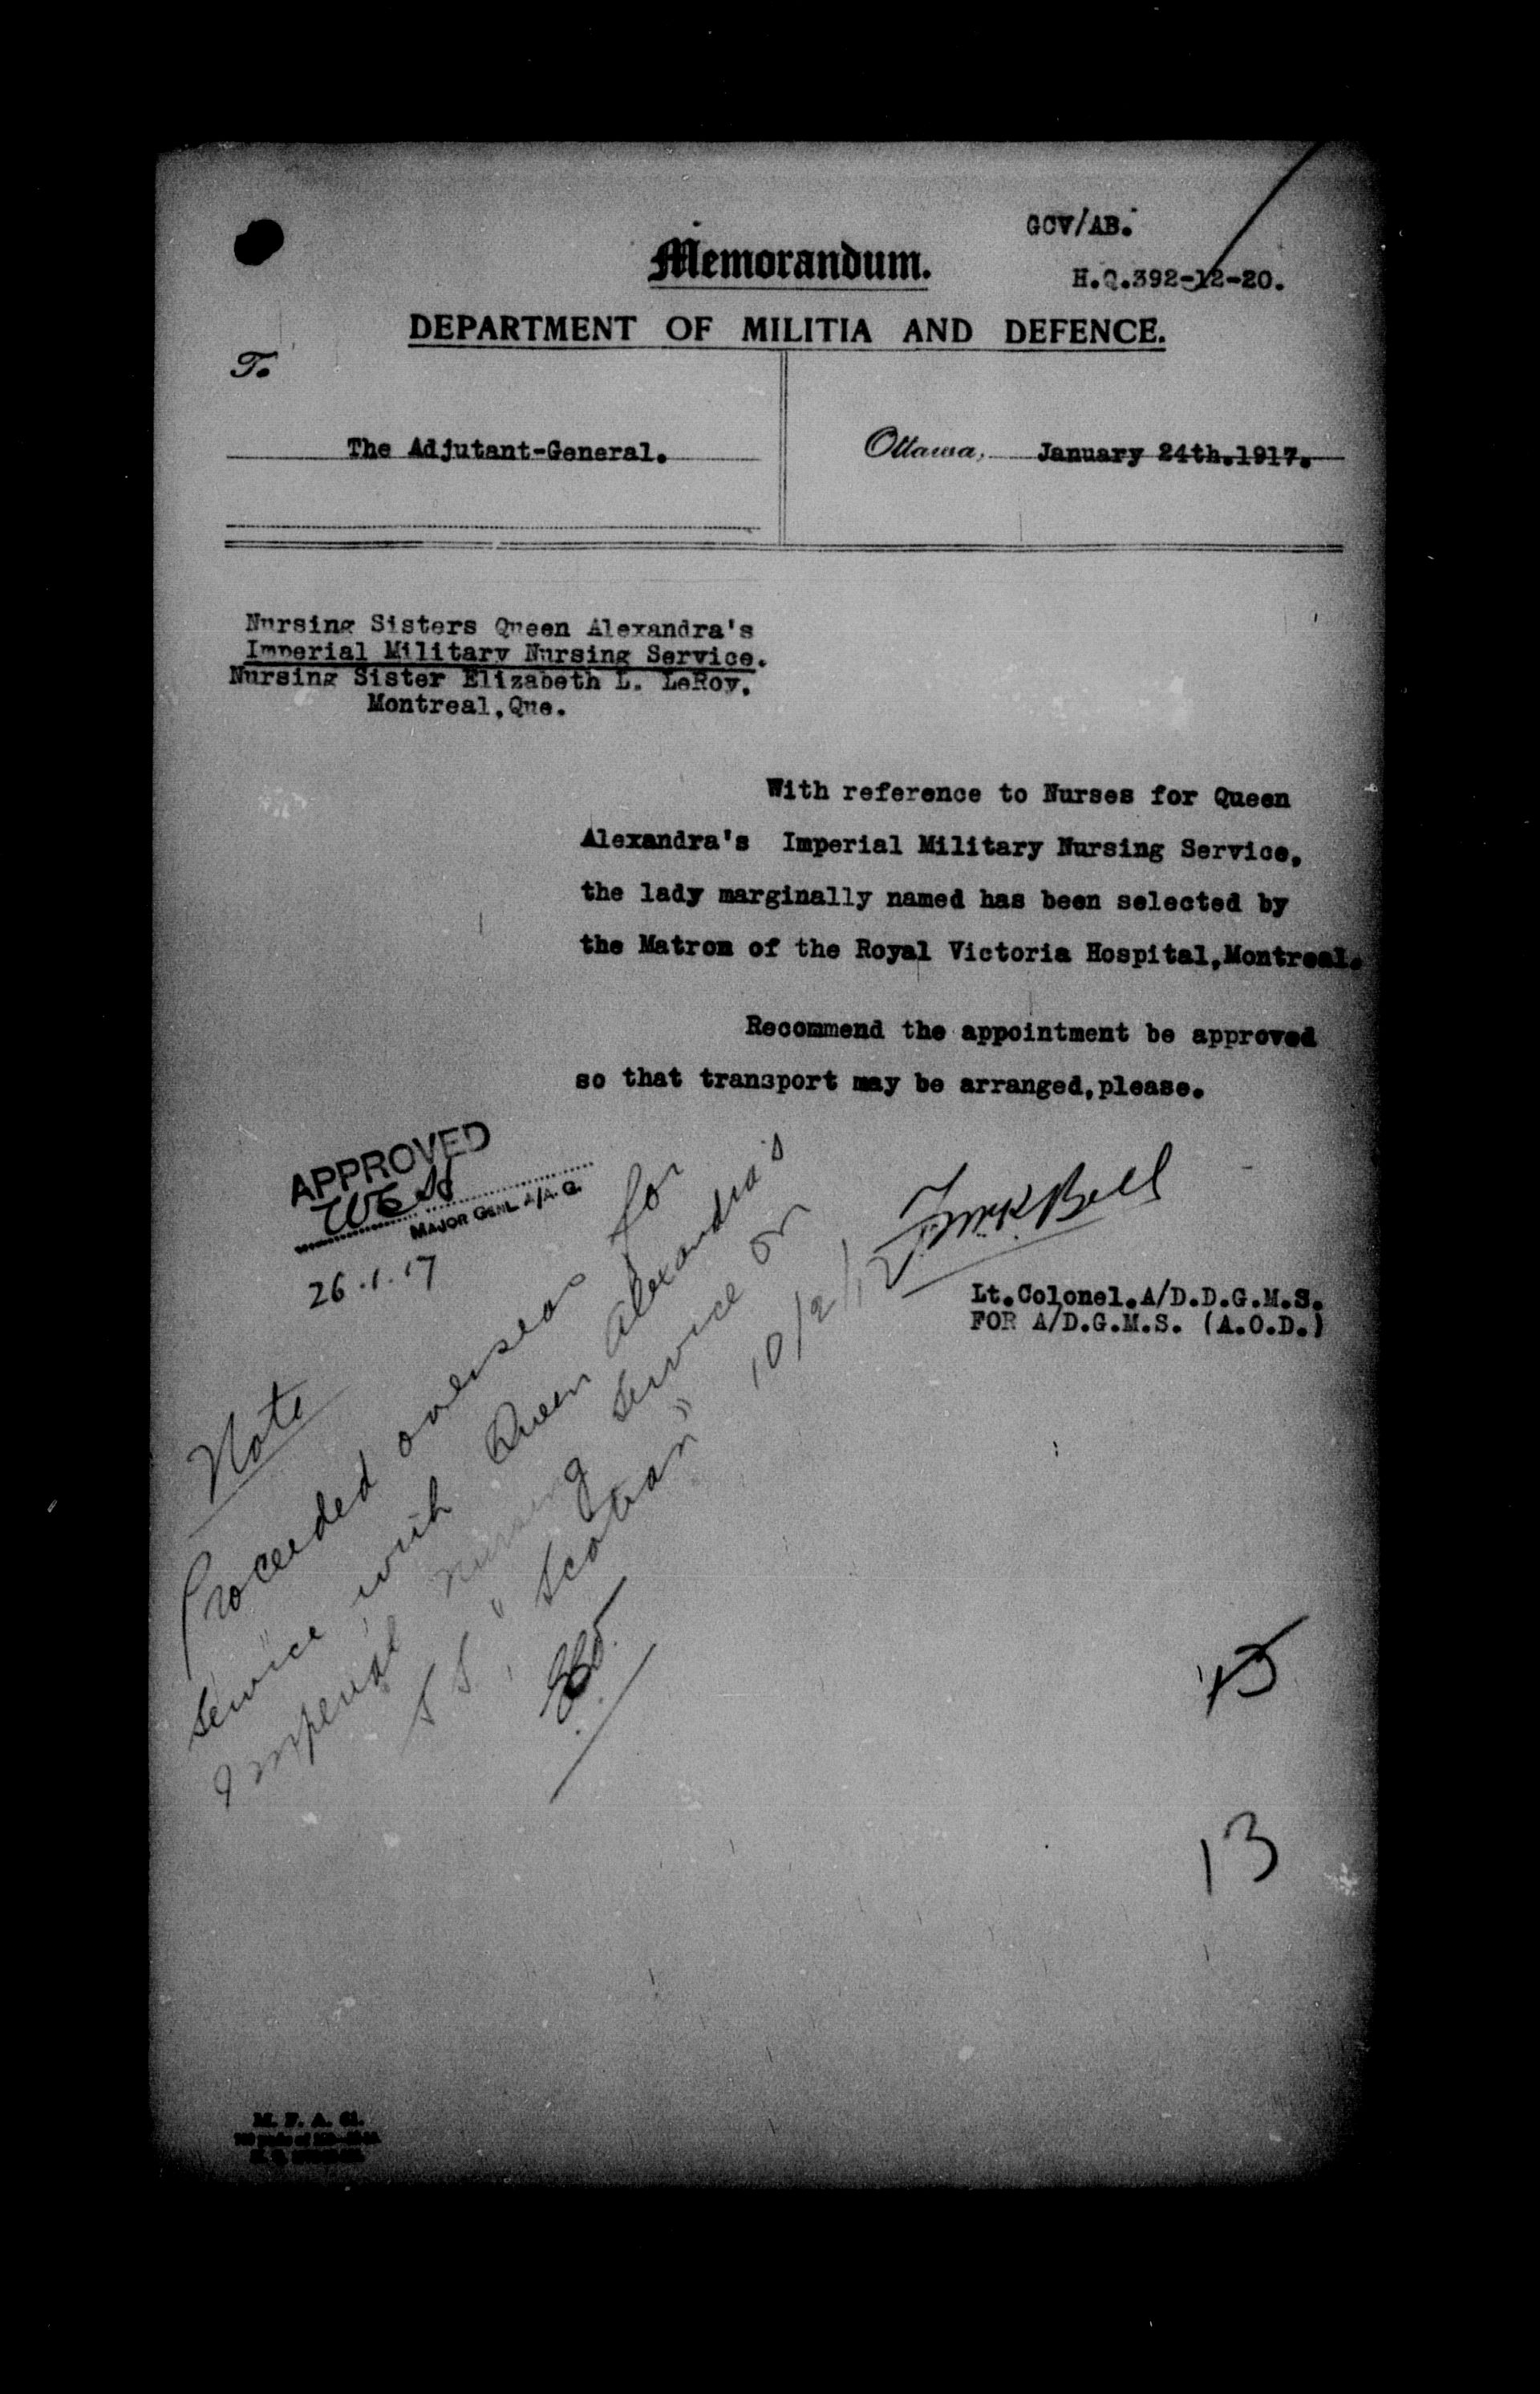 GCV/AB.
Memorandum.
H.Q.392-12-20.
DEPARTMENT OF MILITIA AND DEFENCE.
To
The Adjutant-General.
Ottawa, January 24th.1917.
Nursing Sisters Queen Alexandra's
Imperial Military Nursing Service.
Nursing Sister Elizabeth L. LeRoy,
Montreal,Que.
With reference to Nurses for Queen
Alexandra's Imperial Military Nursing Service,
the lady marginally named has been selected by
the Matron of the Royal Victoria Hospital,Montreal.
Recommend the appointment be approved
so that transport may be arranged,please.
APPROVED
MAJOR GENL. A/A.G.
26.1.17
Bell
Lt.Colonel.A/D.D.G.M.S.
FOR A/D.G.M.S. (A.O.D.)
Note
Proceeded overseas for
service with Queen Alexandra's
Imperial Nursing Service on
S S "Scotian" 10/2/17
13
M. F. A. 61.